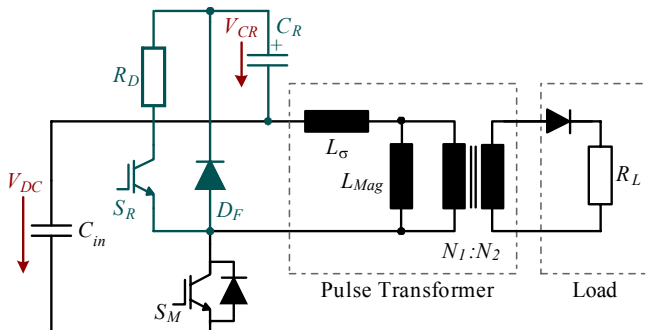 V_CR
C_R
+
R_D
L_σ
L_Mag
R_L
V_DC
C_in
S_R
D_F
N_1:N_2
S_M
Pulse Transformer
Load